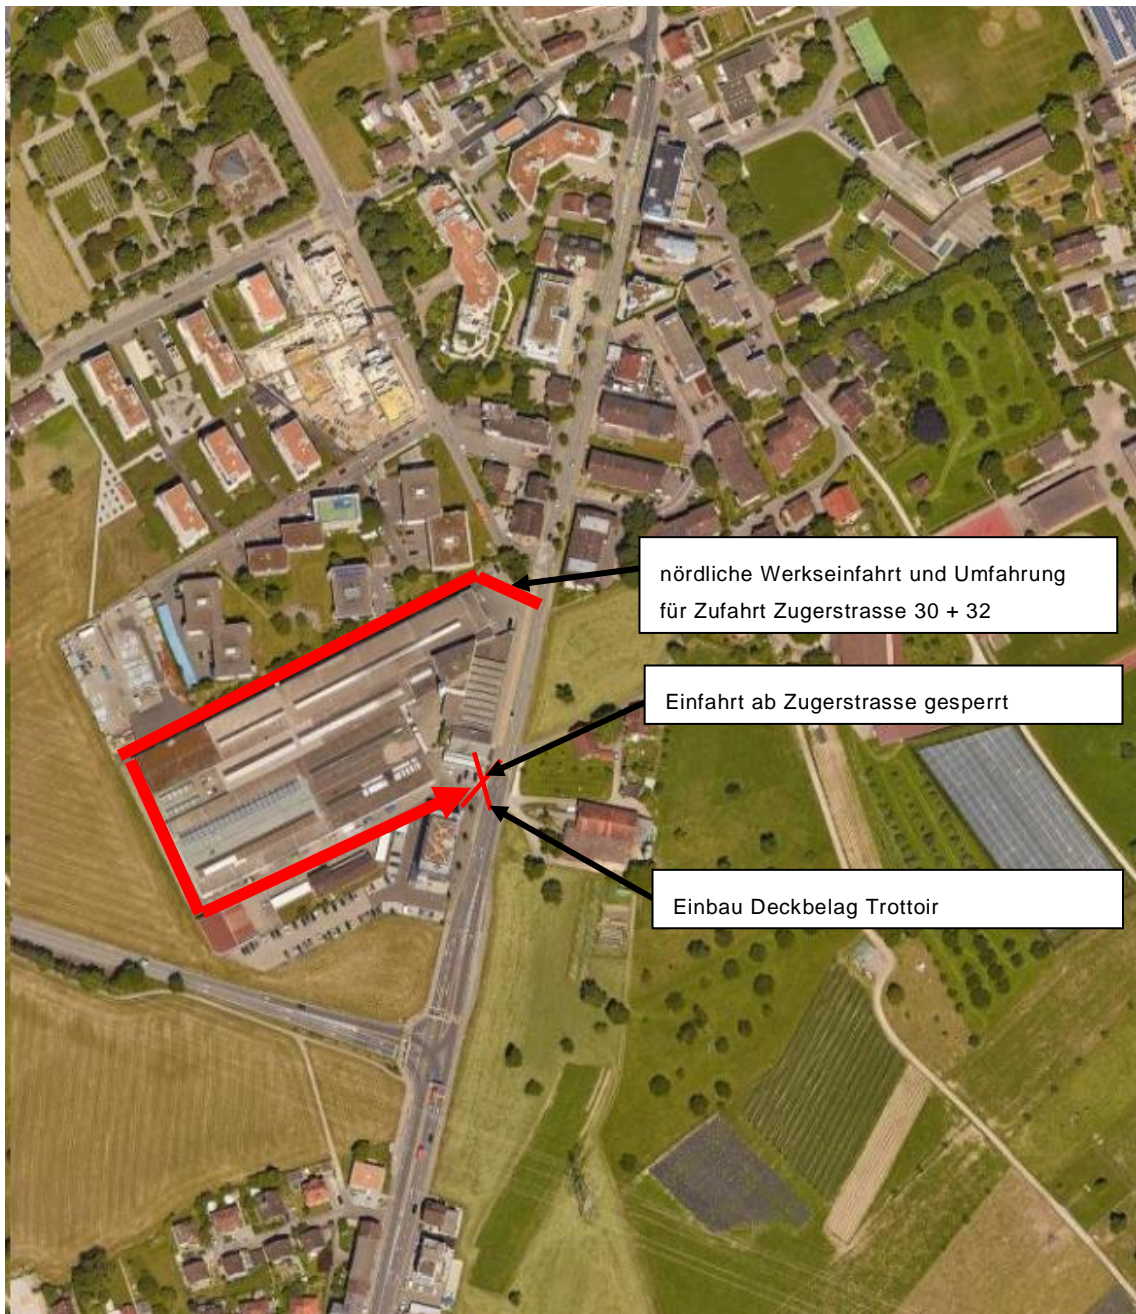 nördliche Werkseinfahrt und Umfahrung
für Zufahrt Zugerstrasse 30 + 32
Einfahrt ab Zugerstrasse gesperrt
Einbau Deckbelag Trottoir